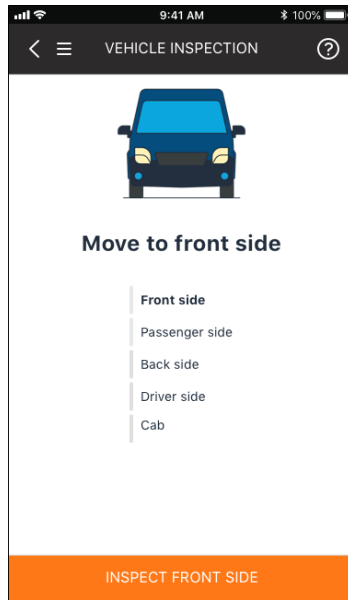 9:41 AM
100%
VEHICLE INSPECTION
?
Move to front side
Front side
Passenger side
Back side
Driver side
Cab
INSPECT FRONT SIDE